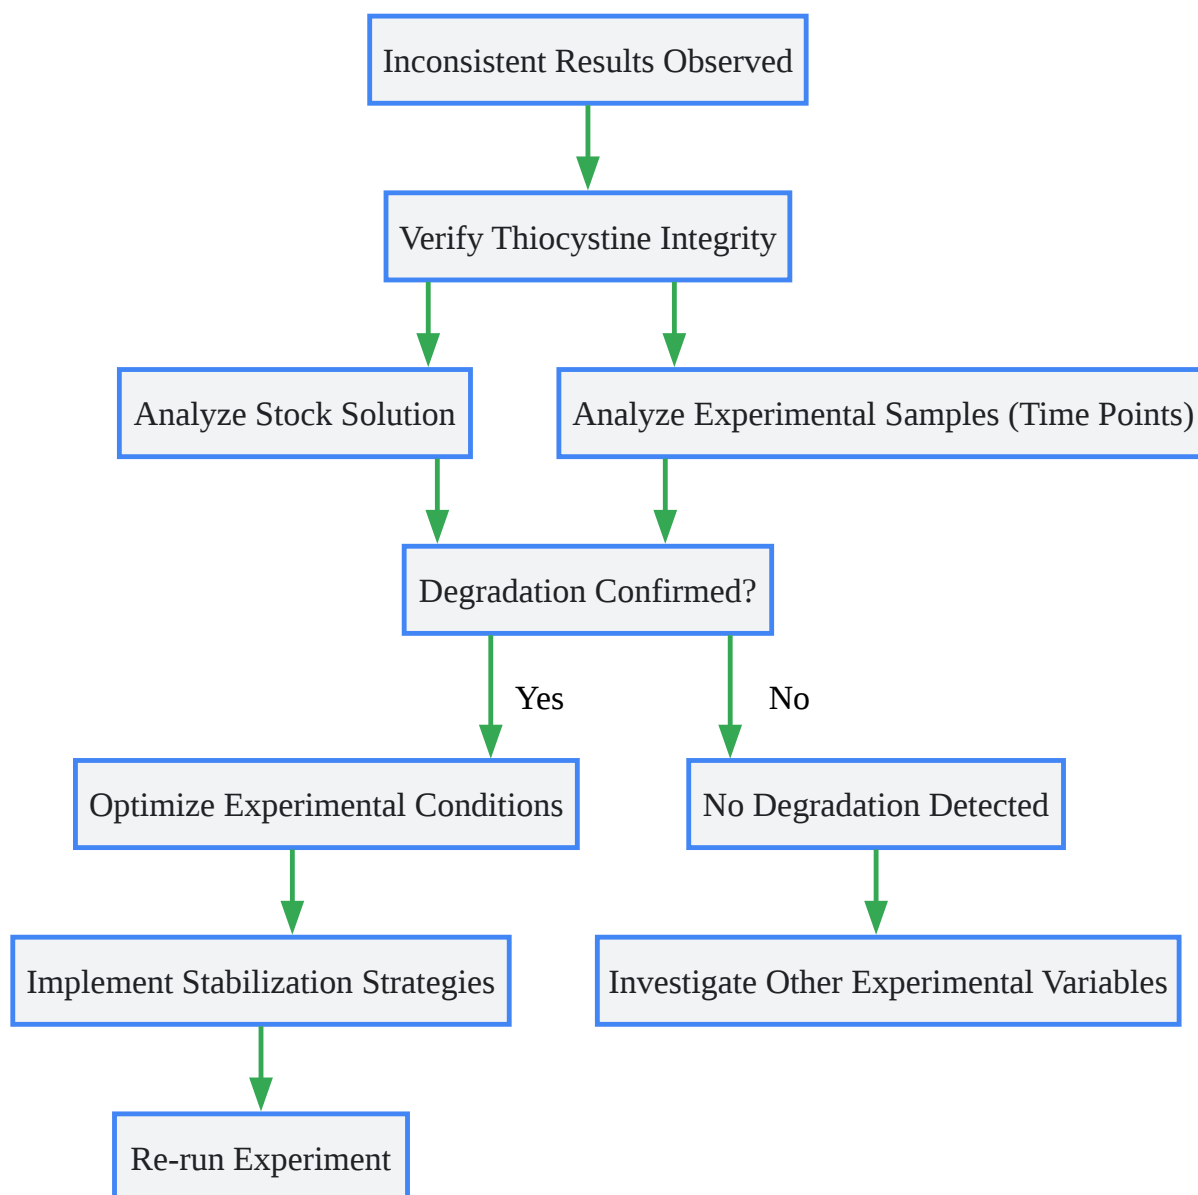 Inconsistent Results Observed
Verify Thiocystine Integrity
Analyze Stock Solution
Analyze Experimental Samples (Time Points)
Degradation Confirmed?
Yes
No
Optimize Experimental Conditions
No Degradation Detected
Implement Stabilization Strategies
Investigate Other Experimental Variables
Re-run Experiment